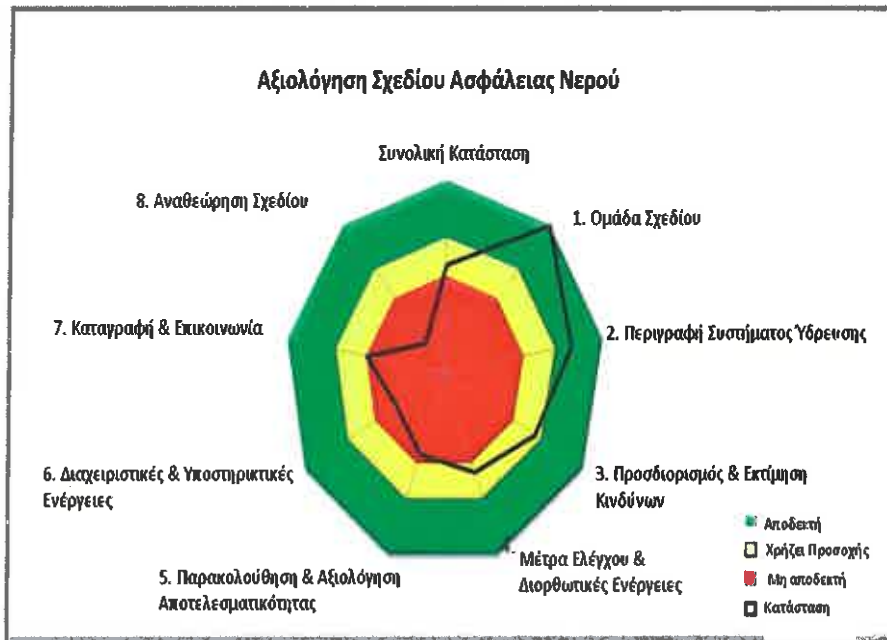 Αξιολόγηση Σχεδίου Ασφάλειας Νερού
Συνολική Κατάσταση
8. Αναθεώρηση Σχεδίου
1. Ομάδα Σχεδίου
7. Καταγραφή & Επικοινωνία
2. Περιγραφή Συστήματος Ύδρευσης
6. Διαχειριστικές & Υποστηρικτικές
Ενέργειες
3. Προσδιορισμός & Εκτίμηση
Κινδύνων
5. Παρακολούθηση & Αξιολόγηση
Αποτελεσματικότητας
Μέτρα Ελέγχου &
Διορθωτικές Ενέργειες
Αποδεκτή
Χρήζει Προσοχής
Μη αποδεκτή
Κατάσταση